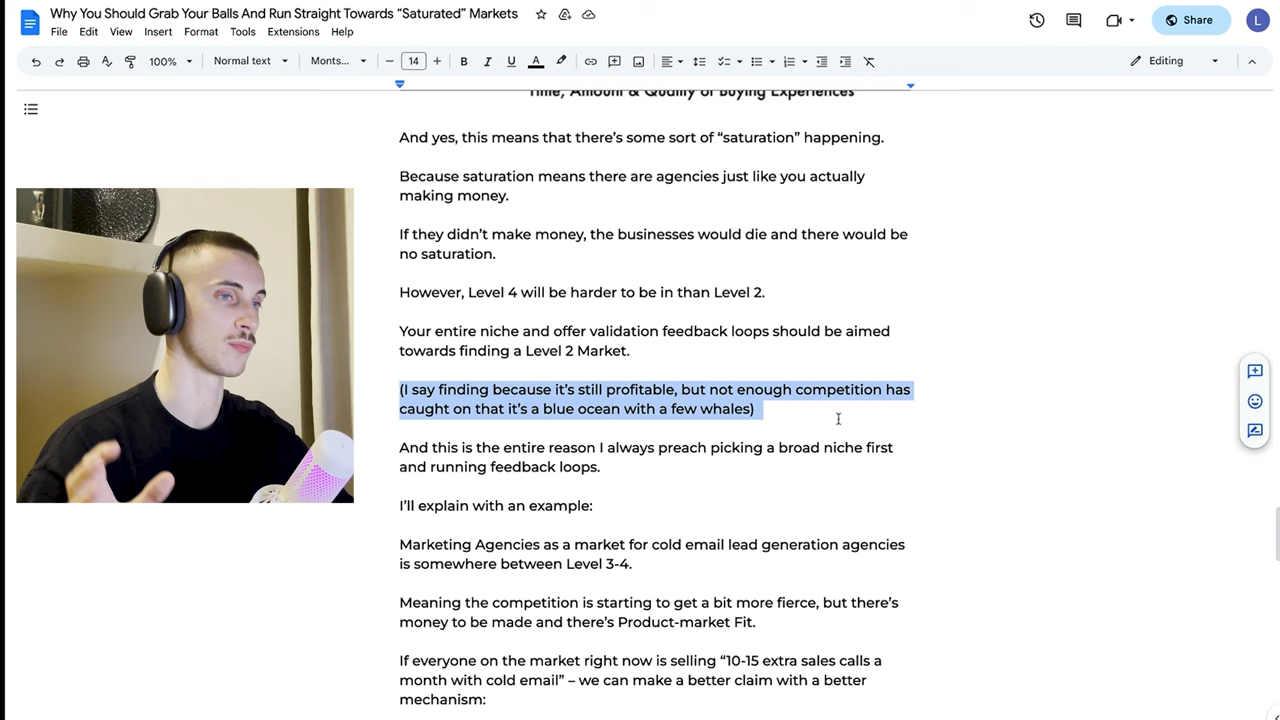 Why You Should Grab Your Balls And Run Straight Towards “Saturated” Markets
File Edit View Insert Format Tools Extensions Help
Share
L
100% Normal text Monts... 14 B I U A Editing
Time, Amount & Quality of Buying Experiences
And yes, this means that there’s some sort of “saturation” happening.
Because saturation means there are agencies just like you actually
making money.
If they didn’t make money, the businesses would die and there would be
no saturation.
However, Level 4 will be harder to be in than Level 2.
Your entire niche and offer validation feedback loops should be aimed
towards finding a Level 2 Market.
(I say finding because it’s still profitable, but not enough competition has
caught on that it’s a blue ocean with a few whales)
And this is the entire reason I always preach picking a broad niche first
and running feedback loops.
I’ll explain with an example:
Marketing Agencies as a market for cold email lead generation agencies
is somewhere between Level 3-4.
Meaning the competition is starting to get a bit more fierce, but there’s
money to be made and there’s Product-market Fit.
If everyone on the market right now is selling “10-15 extra sales calls a
month with cold email” – we can make a better claim with a better
mechanism: